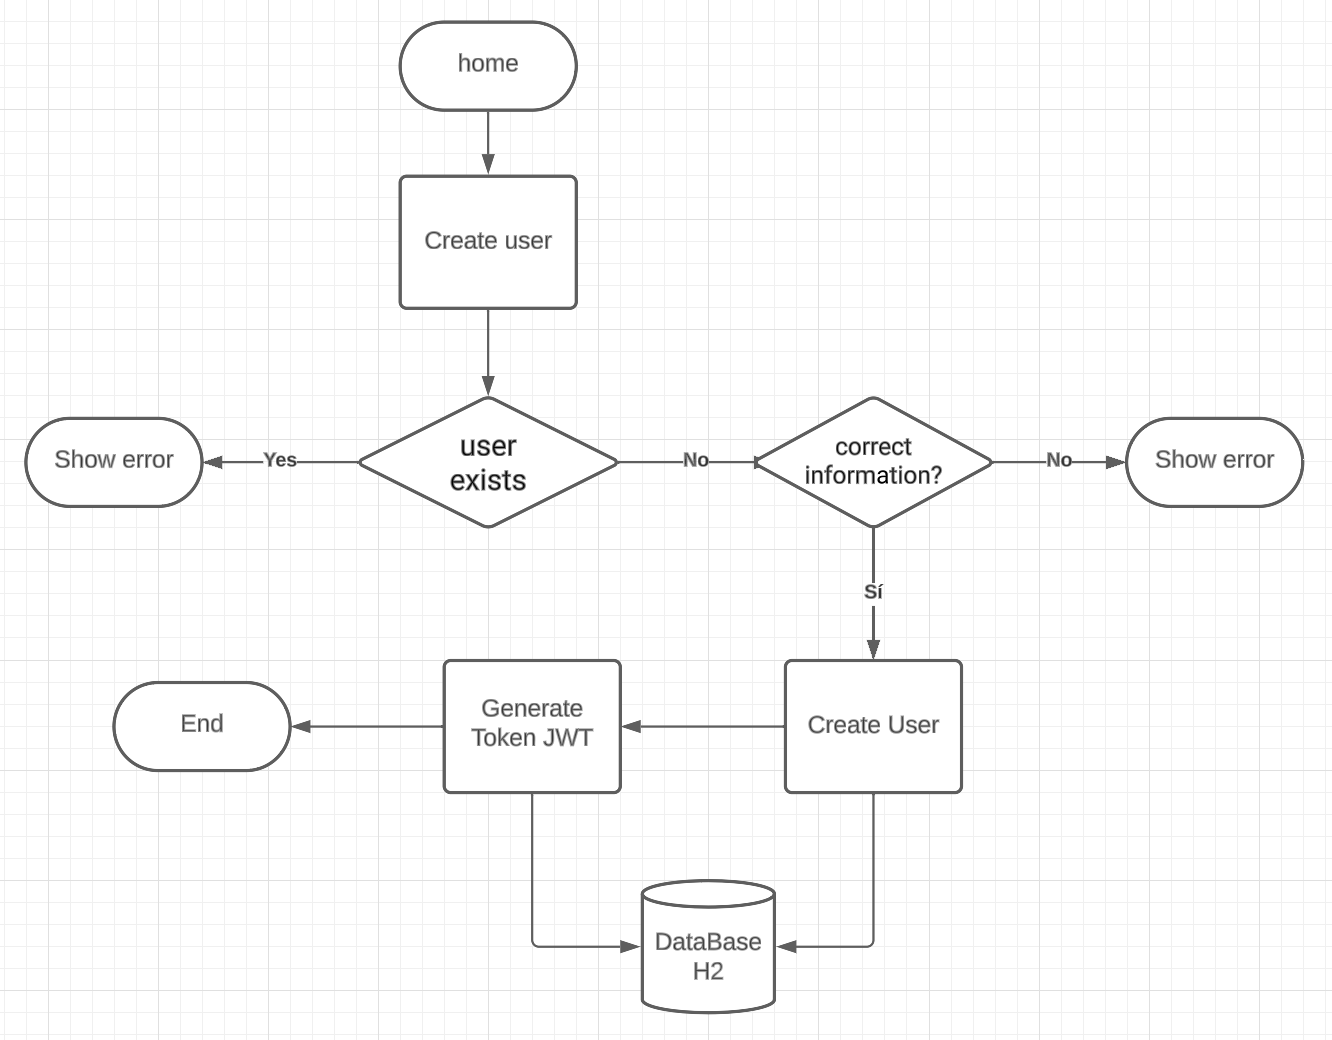 home
Create user
user
exists
Yes
Show error
No
correct
information?
No
Show error
Sí
Create User
Generate
Token JWT
End
DataBase
H2